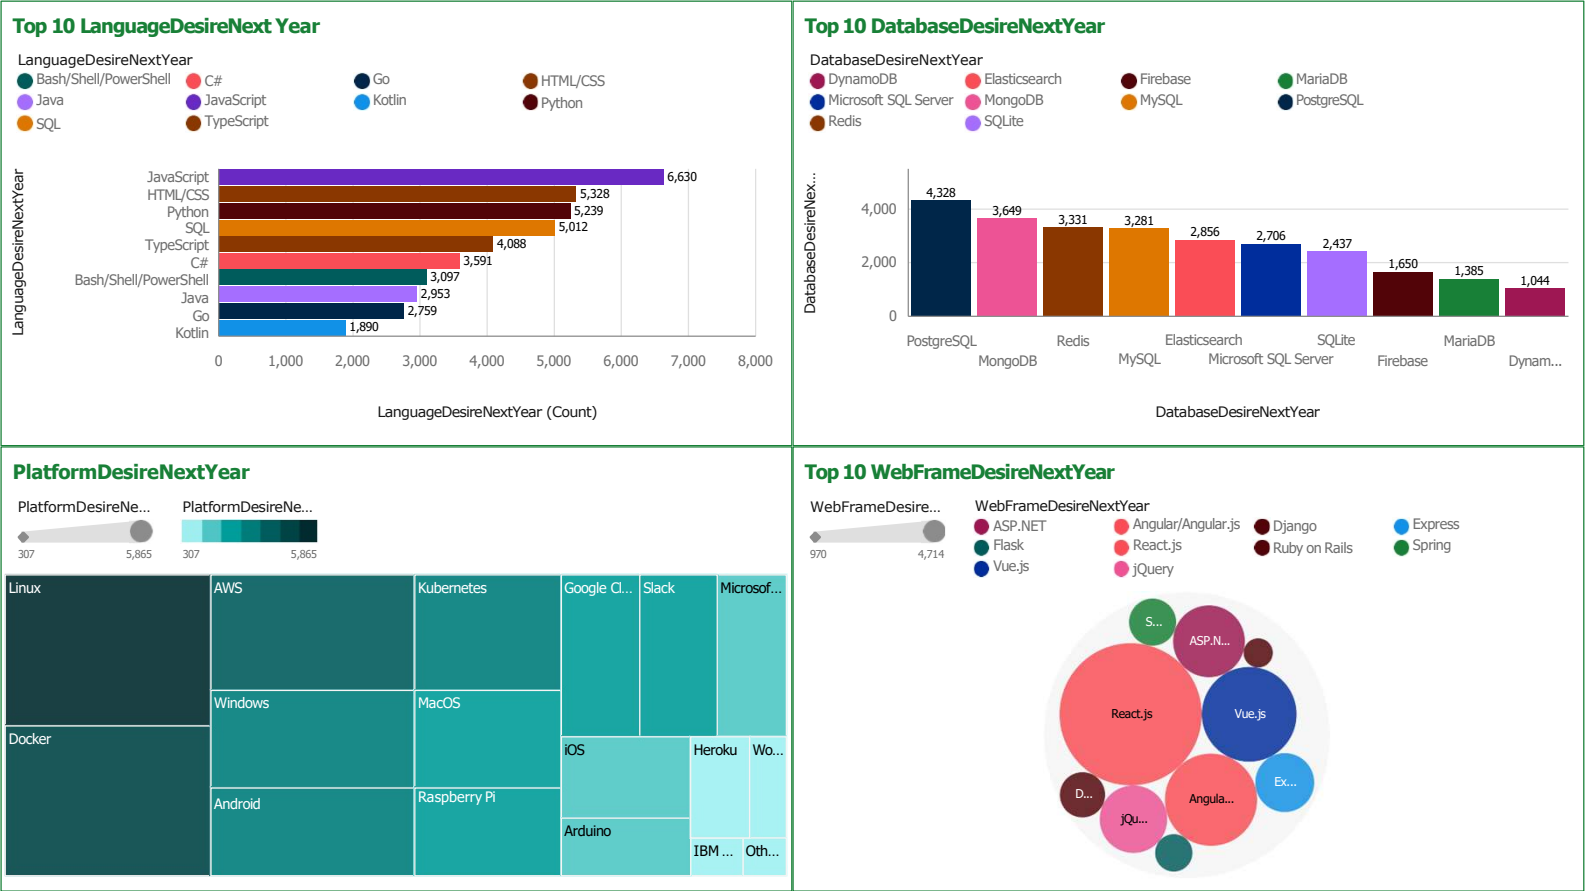 Top 10 LanguageDesireNext Year
LanguageDesireNextYear
Bash/Shell/PowerShell C# Go HTML/CSS
Java JavaScript Kotlin Python
SQL TypeScript
LanguageDesireNextYear
JavaScript 6,630
HTML/CSS 5,328
Python 5,239
SQL 5,012
TypeScript 4,088
C# 3,591
Bash/Shell/PowerShell 3,097
Java 2,953
Go 2,759
Kotlin 1,890
0 1,000 2,000 3,000 4,000 5,000 6,000 7,000 8,000
LanguageDesireNextYear (Count)
Top 10 DatabaseDesireNextYear
DatabaseDesireNextYear
DynamoDB Elasticsearch Firebase MariaDB
Microsoft SQL Server MongoDB MySQL PostgreSQL
Redis SQLite
DatabaseDesireNex...
4,000
2,000
0
4,328 3,649 3,331 3,281 2,856 2,706 2,437 1,650 1,385 1,044
PostgreSQL Redis Elasticsearch SQLite MariaDB
MongoDB MySQL Microsoft SQL Server Firebase Dynam...
DatabaseDesireNextYear
PlatformDesireNextYear
PlatformDesireNe... PlatformDesireNe...
307 5,865 307 5,865
Linux AWS Kubernetes Google Cl... Slack Microsof...
Windows MacOS
Docker iOS Heroku Wo...
Android Raspberry Pi
Arduino IBM ... Oth...
Top 10 WebFrameDesireNextYear
WebFrameDesire... WebFrameDesireNextYear
970 4,714
ASP.NET Angular/Angular.js Django Express
Flask React.js Ruby on Rails Spring
Vue.js jQuery
S...
ASP.N...
React.js Vue.js
Ex...
D... Angula...
jQu...